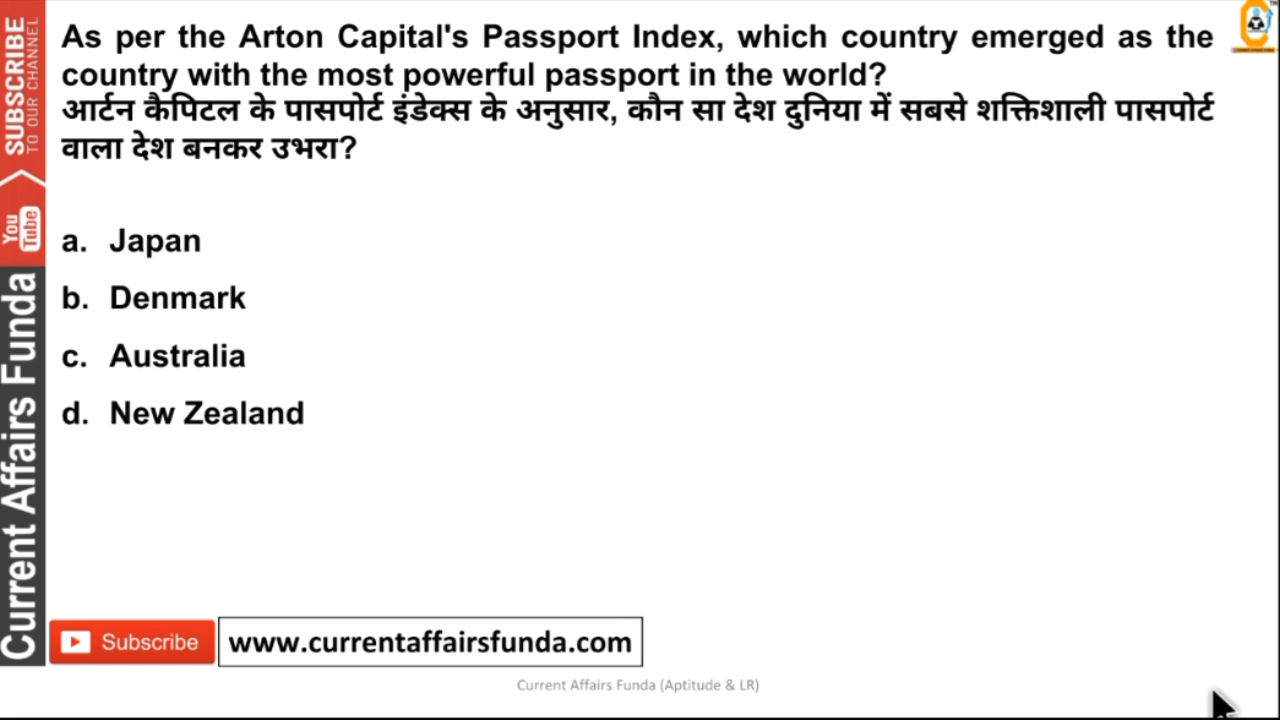 As per the Arton Capital's Passport Index, which country emerged as the
country with the most powerful passport in the world?
आर्टन कैपिटल के पासपोर्ट इंडेक्स के अनुसार, कौन सा देश दुनिया में सबसे शक्तिशाली पासपोर्ट
वाला देश बनकर उभरा?
a. Japan
b. Denmark
c. Australia
d. New Zealand
SUBSCRIBE
TO OUR CHANNEL
You Tube
Current Affairs Funda
Subscribe
www.currentaffairsfunda.com
Current Affairs Funda (Aptitude & LR)